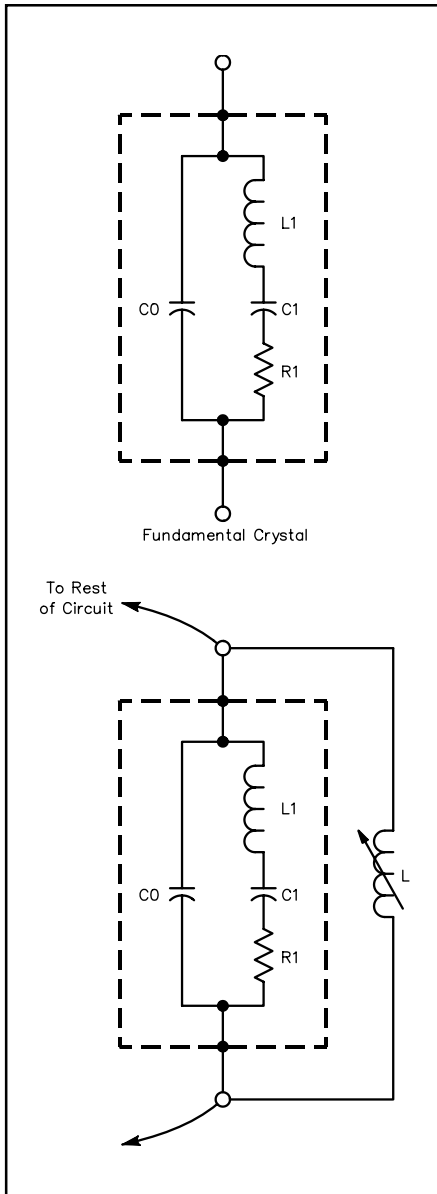 L1
C0
C1
R1
Fundamental Crystal
To Rest
of Circuit
L1
L
C0
C1
R1